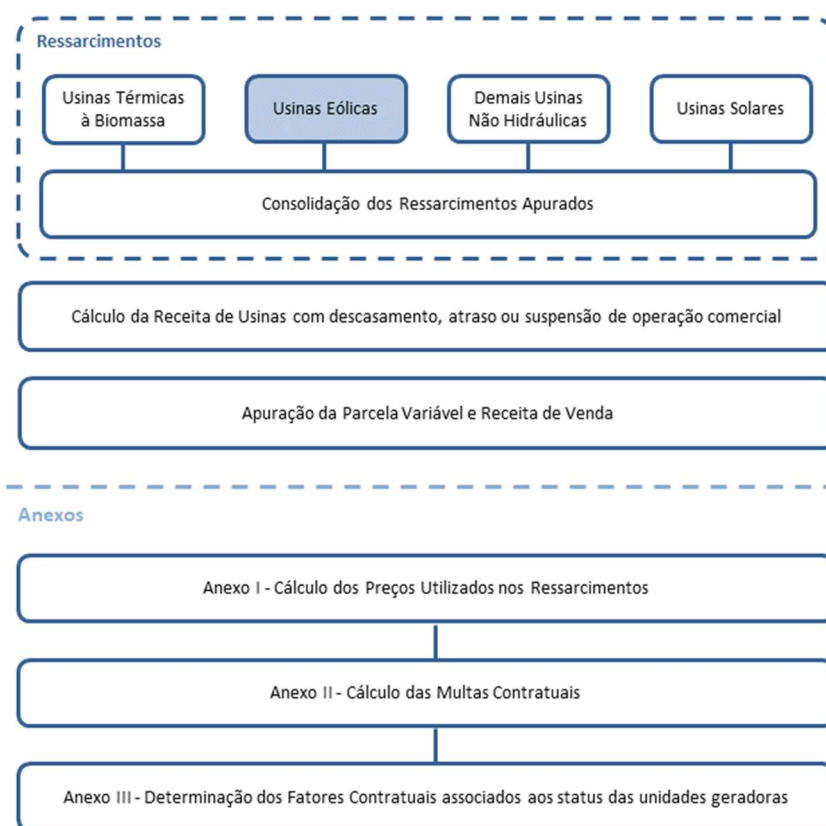 Ressarcimentos
Usinas Térmicas
à Biomassa
Usinas Eólicas
Demais Usinas
Não Hidráulicas
Usinas Solares
Consolidação dos Ressarcimentos Apurados
Cálculo da Receita de Usinas com descasamento, atraso ou suspensão de operação comercial
Apuração da Parcela Variável e Receita de Venda
Anexos
Anexo I - Cálculo dos Preços Utilizados nos Ressarcimentos
Anexo II - Cálculo das Multas Contratuais
Anexo III - Determinação dos Fatores Contratuais associados aos status das unidades geradoras